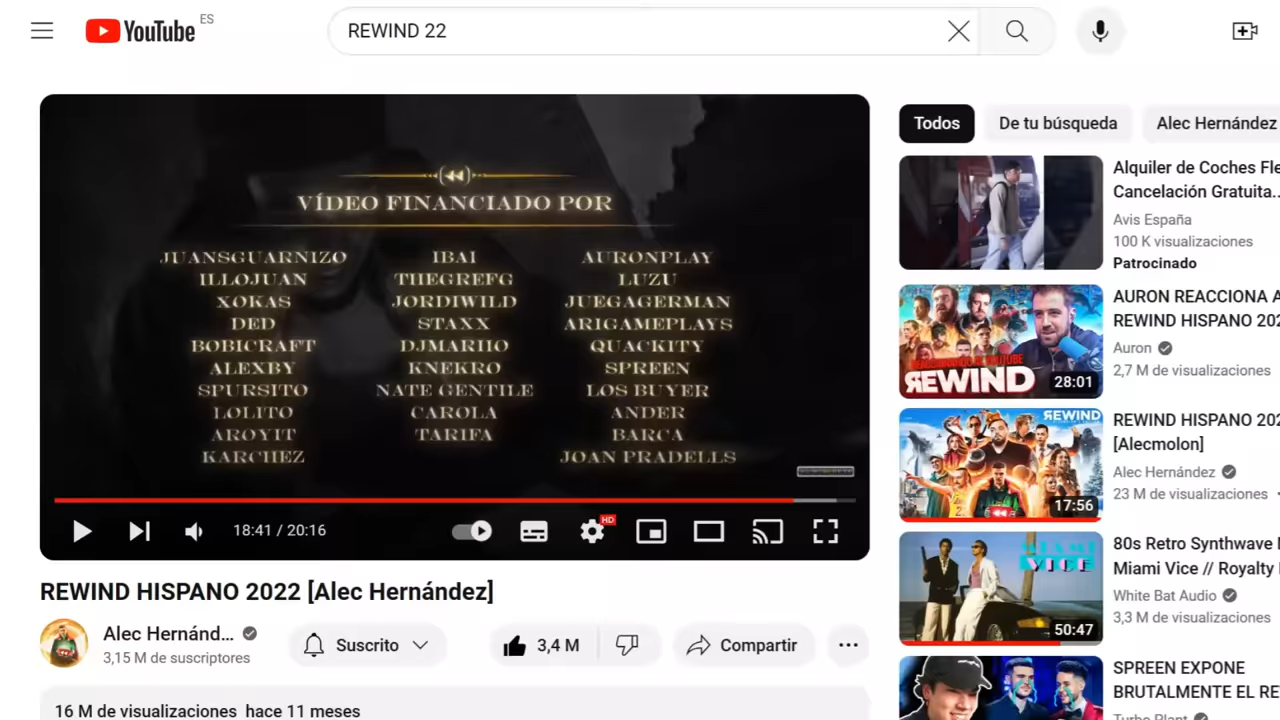 YouTube ES
REWIND 22
VÍDEO FINANCIADO POR
JUANSGUARNIZO
ILLOJUAN
XOKAS
DED
BOBICRAFT
ALEXBY
SPURSITO
LOLITO
AROYIT
KARCHEZ
IBAI
THEGREFG
JORDIWILD
STAXX
DJMARIIO
KNEKRO
NATE GENTILE
CAROLA
TARIFA
AURONPLAY
LUZU
JUEGAGERMAN
ARIGAMEPLAYS
QUACKITY
SPREEN
LOS BUYER
ANDER
BARCA
JOAN PRADELLS
18:41 / 20:16
HD
REWIND HISPANO 2022 [Alec Hernández]
Alec Hernánd...
3,15 M de suscriptores
Suscrito
3,4 M
Compartir
16 M de visualizaciones hace 11 meses
Todos
De tu búsqueda
Alec Hernández
Alquiler de Coches Fle
Cancelación Gratuita..
Avis España
100 K visualizaciones
Patrocinado
REWIND
28:01
AURON REACCIONA A
REWIND HISPANO 202
Auron
2,7 M de visualizaciones
REWIND
17:56
REWIND HISPANO 202
[Alecmolon]
Alec Hernández
23 M de visualizaciones
MIAMI
VICE
50:47
80s Retro Synthwave
Miami Vice // Royalty
White Bat Audio
3,3 M de visualizaciones
SPREEN EXPONE
BRUTALMENTE EL RE
Turbo Plant